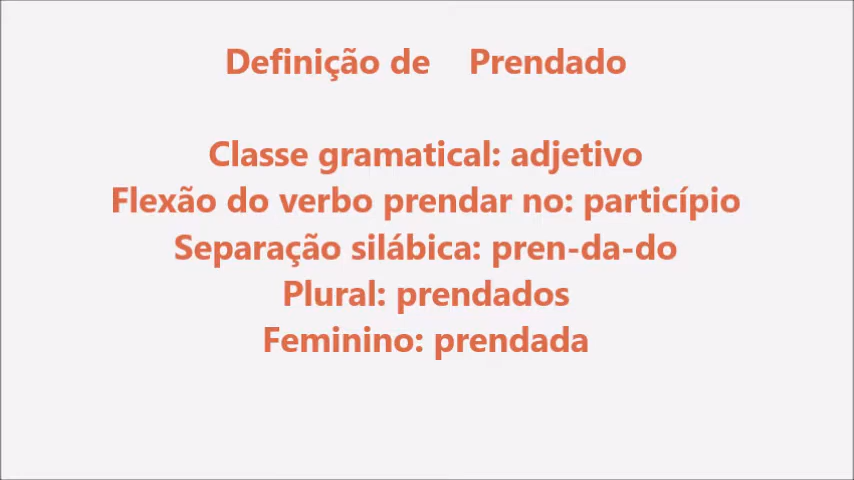 Definição de Prendado
Classe gramatical: adjetivo
Flexão do verbo prendar no: particípio
Separação silábica: pren-da-do
Plural: prendados
Feminino: prendada